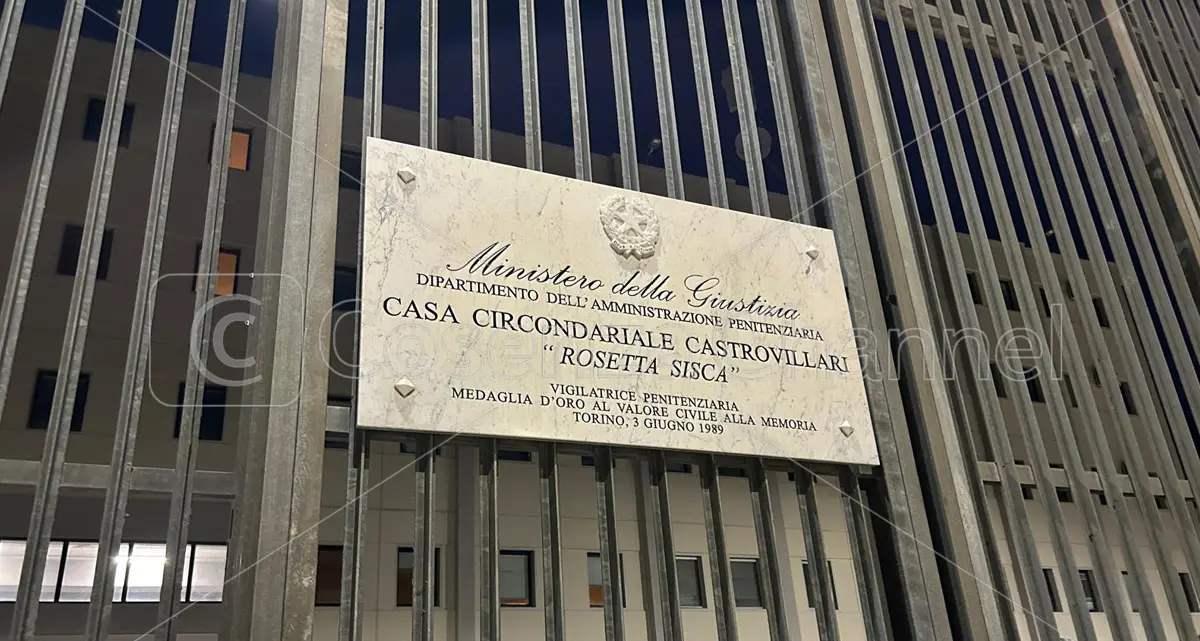 Ministero della Giustizia
DIPARTIMENTO DELL'AMMINISTRAZIONE PENITENZIARIA
CASA CIRCONDARIALE CASTROVILLARI
"ROSETTA SISCA"
VIGILATRICE PENITENZIARIA
MEDAGLIA D'ORO AL VALORE CIVILE ALLA MEMORIA
TORINO, 3 GIUGNO 1989